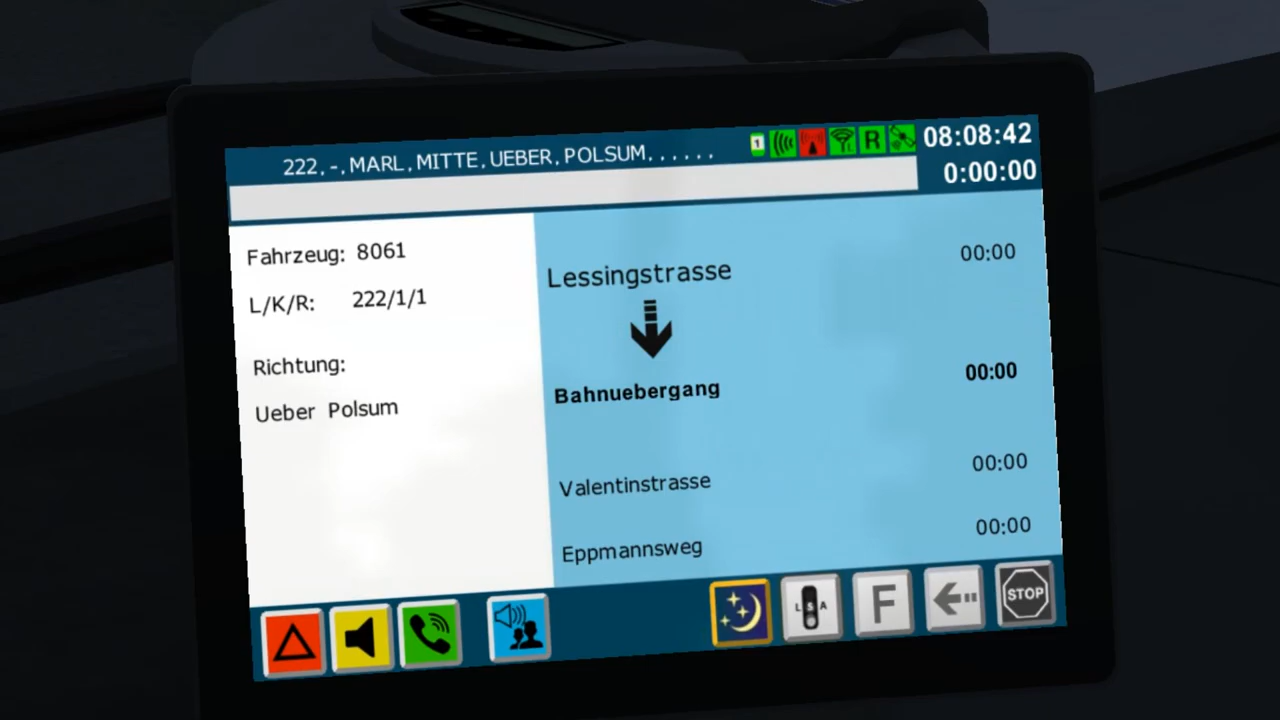 222,-,MARL,MITTE,UEBER,POLSUM,,,,,,
1
R
08:08:42
0:00:00
Fahrzeug: 8061
L/K/R: 222/1/1
Richtung:
Ueber Polsum
Lessingstrasse 00:00
Bahnuebergang 00:00
Valentinstrasse 00:00
Eppmannsweg 00:00
LSA
F
STOP